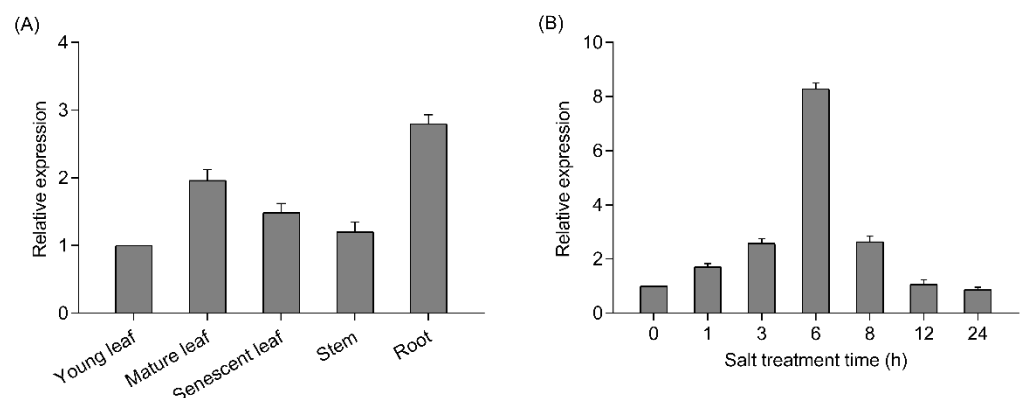 (A)
Relative expression
4
3
2
1
0
Young leaf
Mature leaf
Senescent leaf
Stem
Root
(B)
Relative expression
10
8
6
4
2
0
0 1 3 6 8 12 24
Salt treatment time (h)